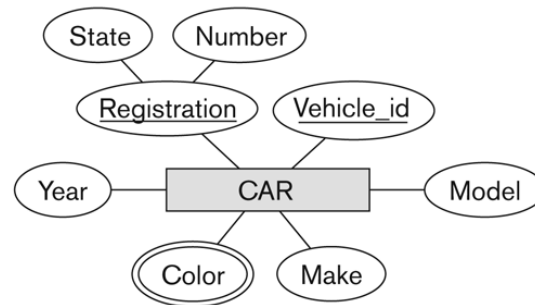 State Number
Registration Vehicle_id
Year CAR Model
Color Make